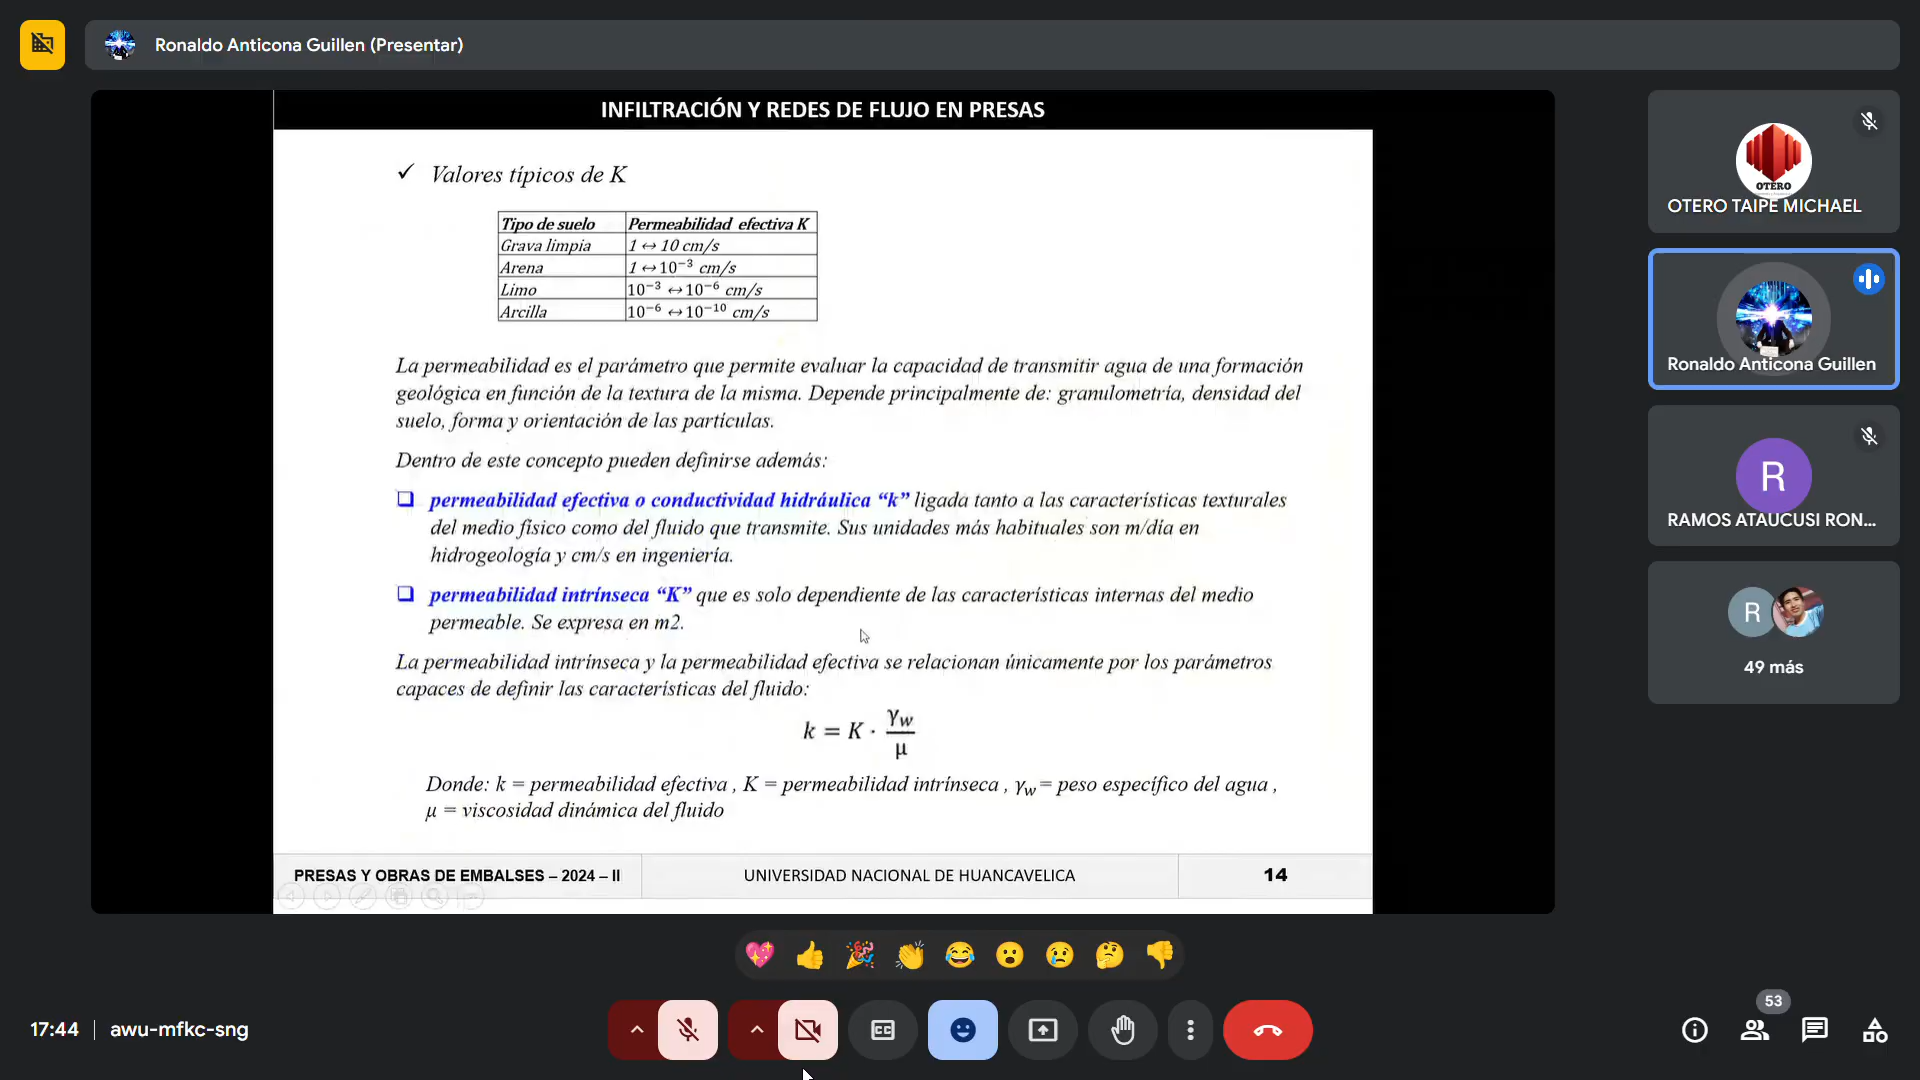 Ronaldo Anticona Guillen (Presentar)
INFILTRACIÓN Y REDES DE FLUJO EN PRESAS
✓ Valores típicos de K
Tipo de suelo Permeabilidad efectiva K
Grava limpia 1 ↔ 10 cm/s
Arena 1 ↔ 10⁻³ cm/s
Limo 10⁻³ ↔ 10⁻⁶ cm/s
Arcilla 10⁻⁶ ↔ 10⁻¹⁰ cm/s
La permeabilidad es el parámetro que permite evaluar la capacidad de transmitir agua de una formación
geológica en función de la textura de la misma. Depende principalmente de: granulometría, densidad del
suelo, forma y orientación de las partículas.
Dentro de este concepto pueden definirse además:
❑ permeabilidad efectiva o conductividad hidráulica “k” ligada tanto a las características texturales
del medio físico como del fluido que transmite. Sus unidades más habituales son m/día en
hidrogeología y cm/s en ingeniería.
❑ permeabilidad intrínseca “K” que es solo dependiente de las características internas del medio
permeable. Se expresa en m2.
La permeabilidad intrínseca y la permeabilidad efectiva se relacionan únicamente por los parámetros
capaces de definir las características del fluido:
k = K · γw / μ
Donde: k = permeabilidad efectiva , K = permeabilidad intrínseca , γw = peso específico del agua ,
μ = viscosidad dinámica del fluido
PRESAS Y OBRAS DE EMBALSES – 2024 – II
UNIVERSIDAD NACIONAL DE HUANCAVELICA
14
OTERO
OTERO TAIPE MICHAEL
Ronaldo Anticona Guillen
R
RAMOS ATAUCUSI RON...
R
49 más
17:44 | awu-mfkc-sng
CC
53